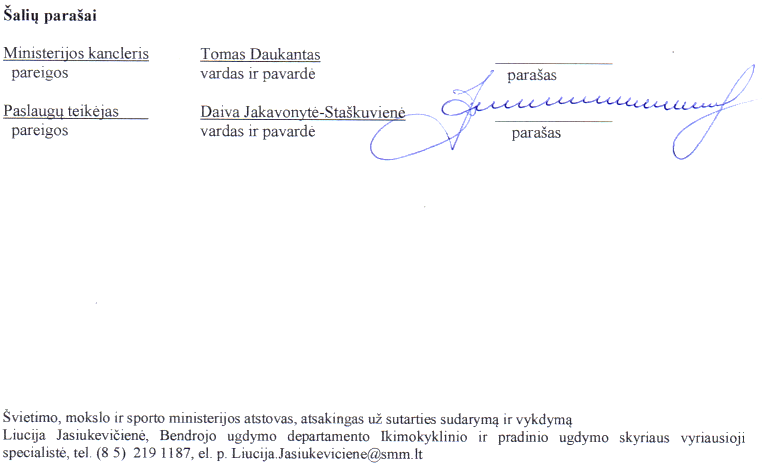 Šalių parašai
Ministerijos kancleris Tomas Daukantas
pareigos vardas ir pavardė parašas
Paslaugų teikėjas Daiva Jakavonytė-Staškuvienė
pareigos vardas ir pavardė parašas
Švietimo, mokslo ir sporto ministerijos atstovas, atsakingas už sutarties sudarymą ir vykdymą
Liucija Jasiukevičienė, Bendrojo ugdymo departamento Ikimokyklinio ir pradinio ugdymo skyriaus vyriausioji
specialistė, tel. (8 5) 219 1187, el. p. Liucija.Jasiukeviciene@smm.lt